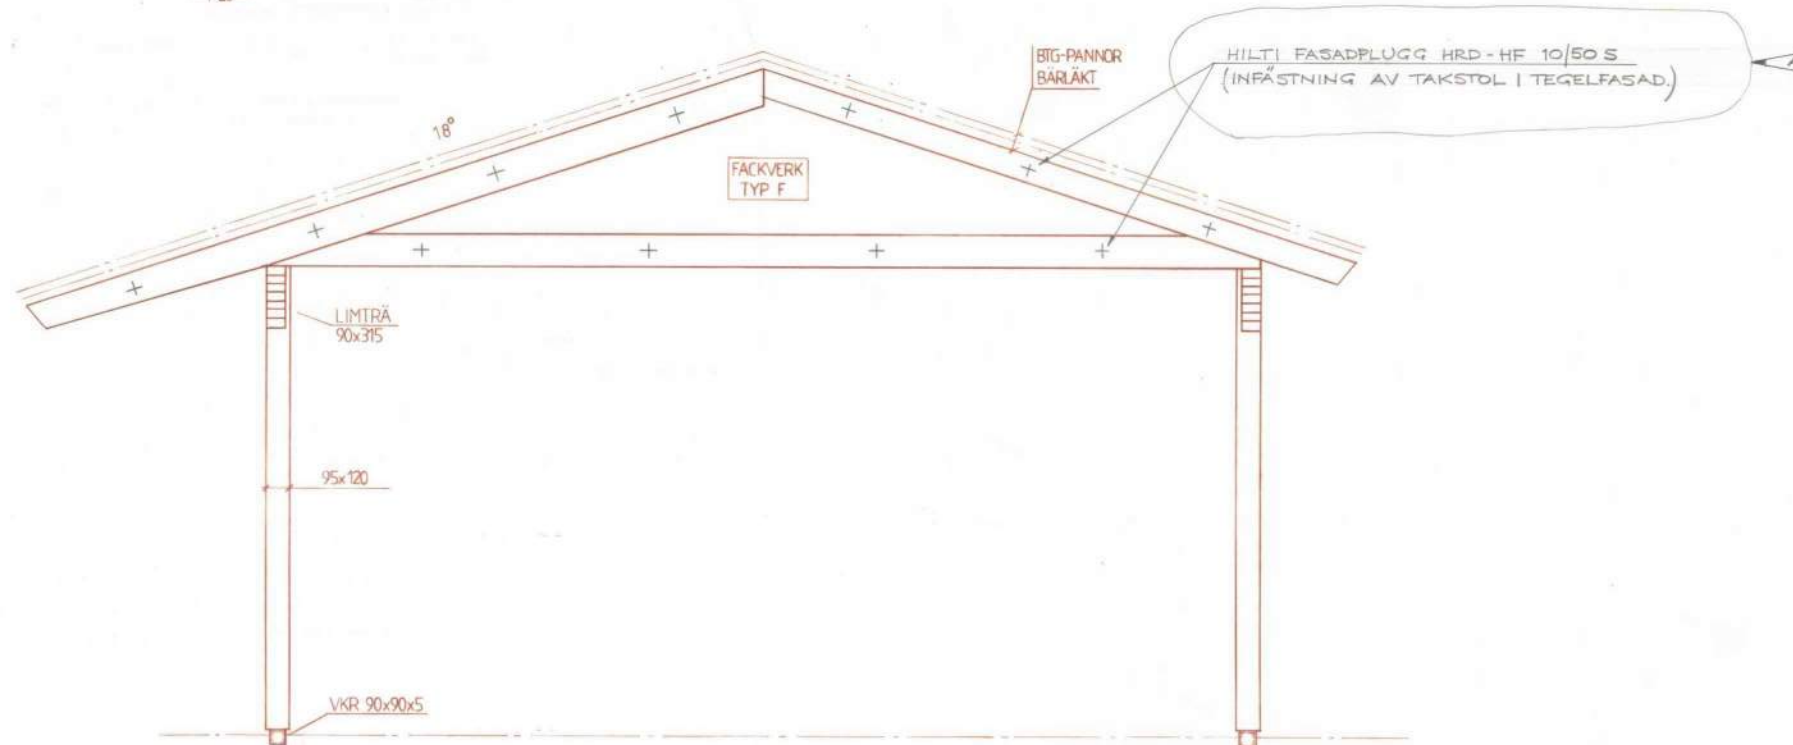 BTG-PANNOR
BÄRLÄKT
HILTI FASADPLUGG HRD-HF 10/50 S
(INFÄSTNING AV TAKSTOL I TEGELFASAD.)
18°
FACKVERK
TYP F
LIMTRÄ
90x315
95x120
VKR 90x90x5